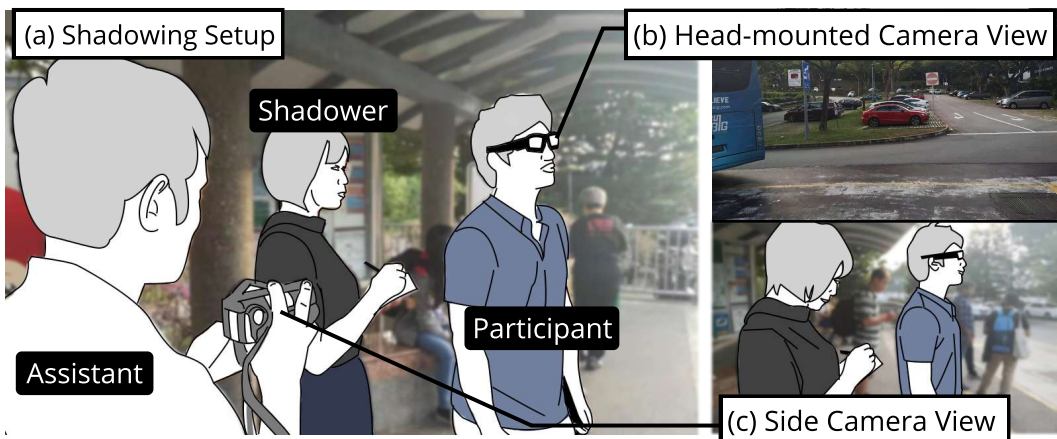 (a) Shadowing Setup
(b) Head-mounted Camera View
Shadower
Participant
Assistant
(c) Side Camera View